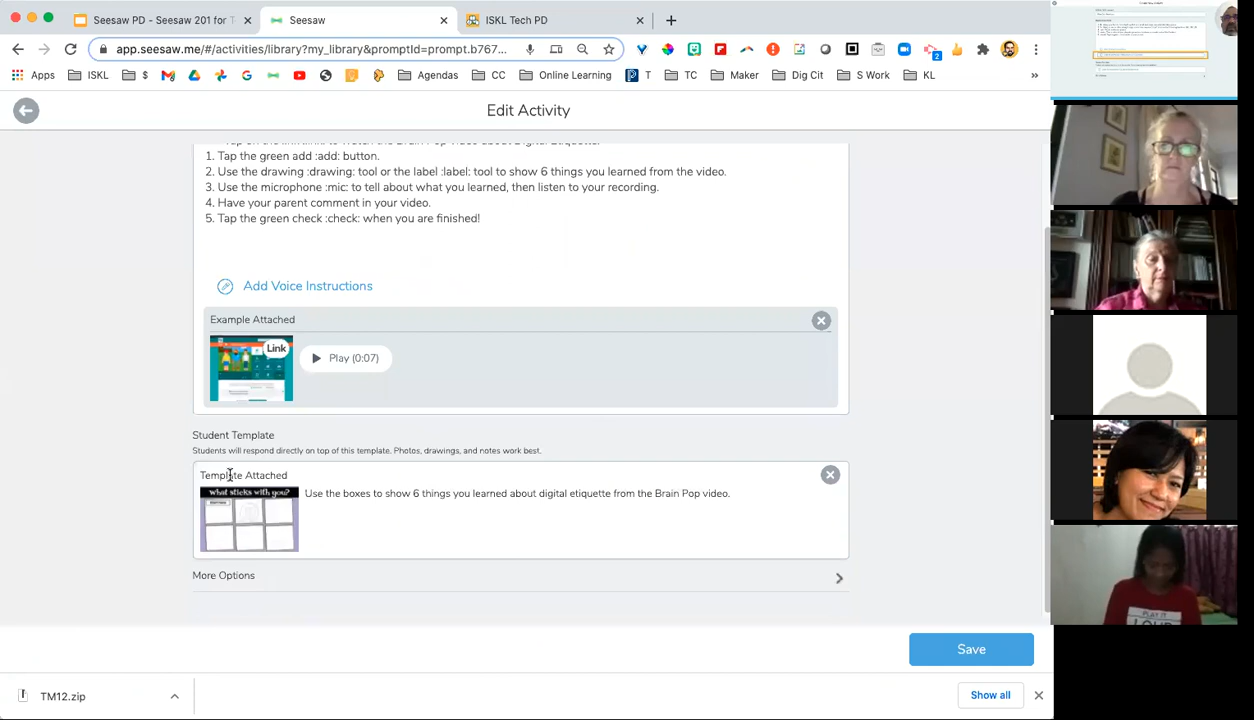 Seesaw PD - Seesaw 201 for T
Seesaw
ISKL Tech PD
app.seesaw.me/#/activities/library?my_library&prompt=prompt.b767...
2
Apps
ISKL
$
Agendas
CC
Online Learning
T
TC
Maker
Dig Cit
S Work
KL
»
Edit Activity
1. Tap the green add :add: button.
2. Use the drawing :drawing: tool or the label :label: tool to show 6 things you learned from the video.
3. Use the microphone :mic: to tell about what you learned, then listen to your recording.
4. Have your parent comment in your video.
5. Tap the green check :check: when you are finished!
Add Voice Instructions
Example Attached
Link
Play (0:07)
Student Template
Students will respond directly on top of this template. Photos, drawings, and notes work best.
Template Attached
What sticks with you?
Use the boxes to show 6 things you learned about digital etiquette from the Brain Pop video.
More Options
Save
TM12.zip
Show all
PLAY IT
LOUD